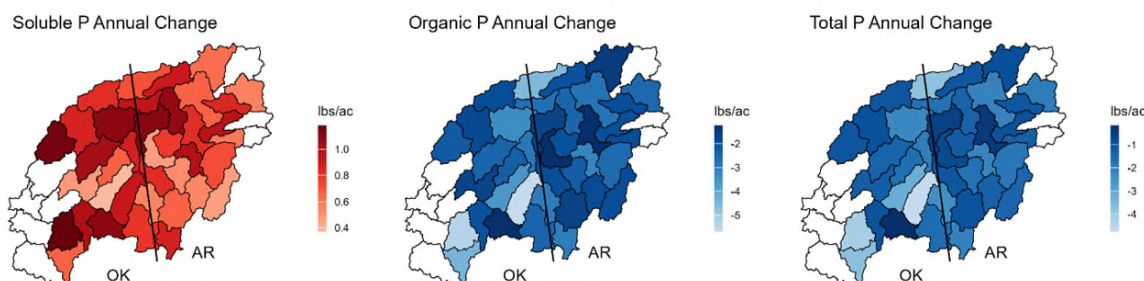 Soluble P Annual Change
lbs/ac
1.0
0.8
0.6
0.4
AR
OK
Organic P Annual Change
lbs/ac
-2
-3
-4
-5
AR
OK
Total P Annual Change
lbs/ac
-1
-2
-3
-4
AR
OK